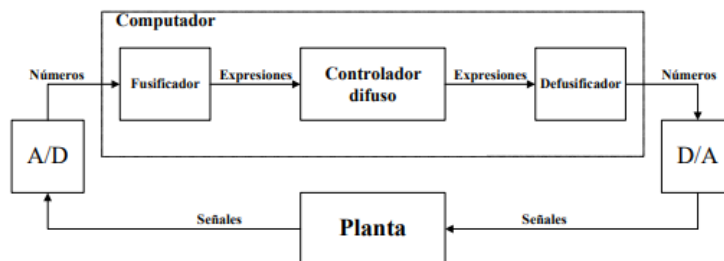 Computador
Números
Fusificador
Expresiones
Controlador
difuso
Expresiones
Defusificador
Números
A/D
D/A
Señales
Planta
Señales